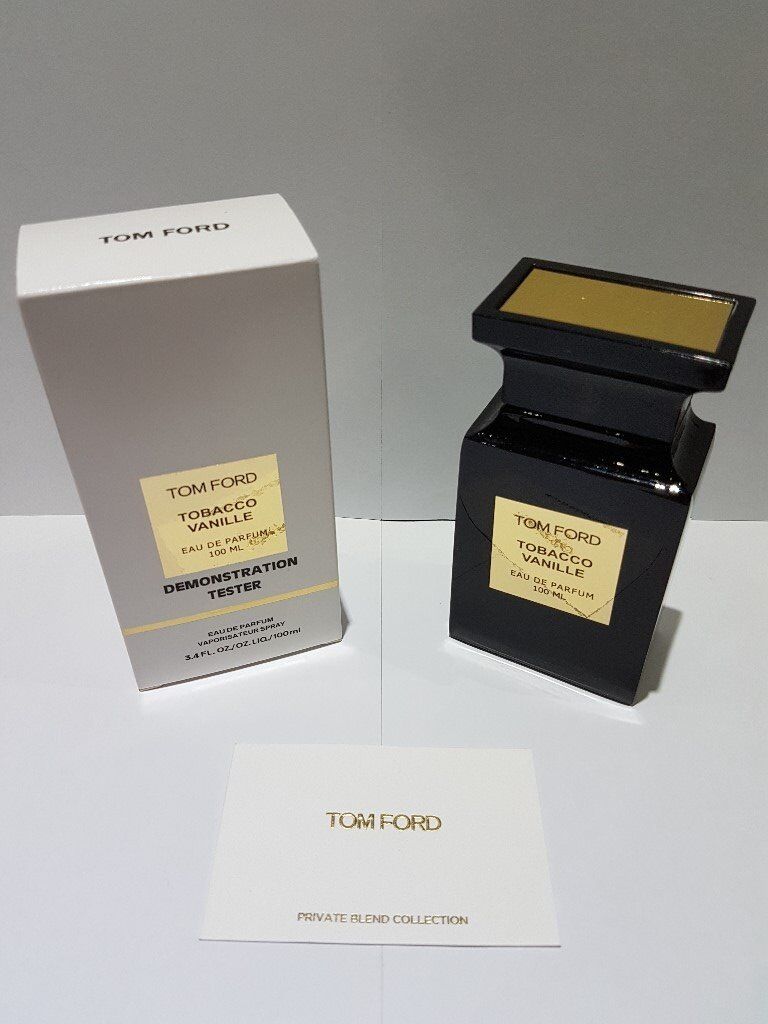 TOM FORD
TOM FORD
TOBACCO
VANILLE
EAU DE PARFUM
100 ML
DEMONSTRATION
TESTER
EAU DE PARFUM
VAPORISATEUR SPRAY
3.4 FL. OZ./OZ. LIQ./100ml
TOM FORD
TOBACCO
VANILLE
EAU DE PARFUM
100 ML
TOM FORD
PRIVATE BLEND COLLECTION